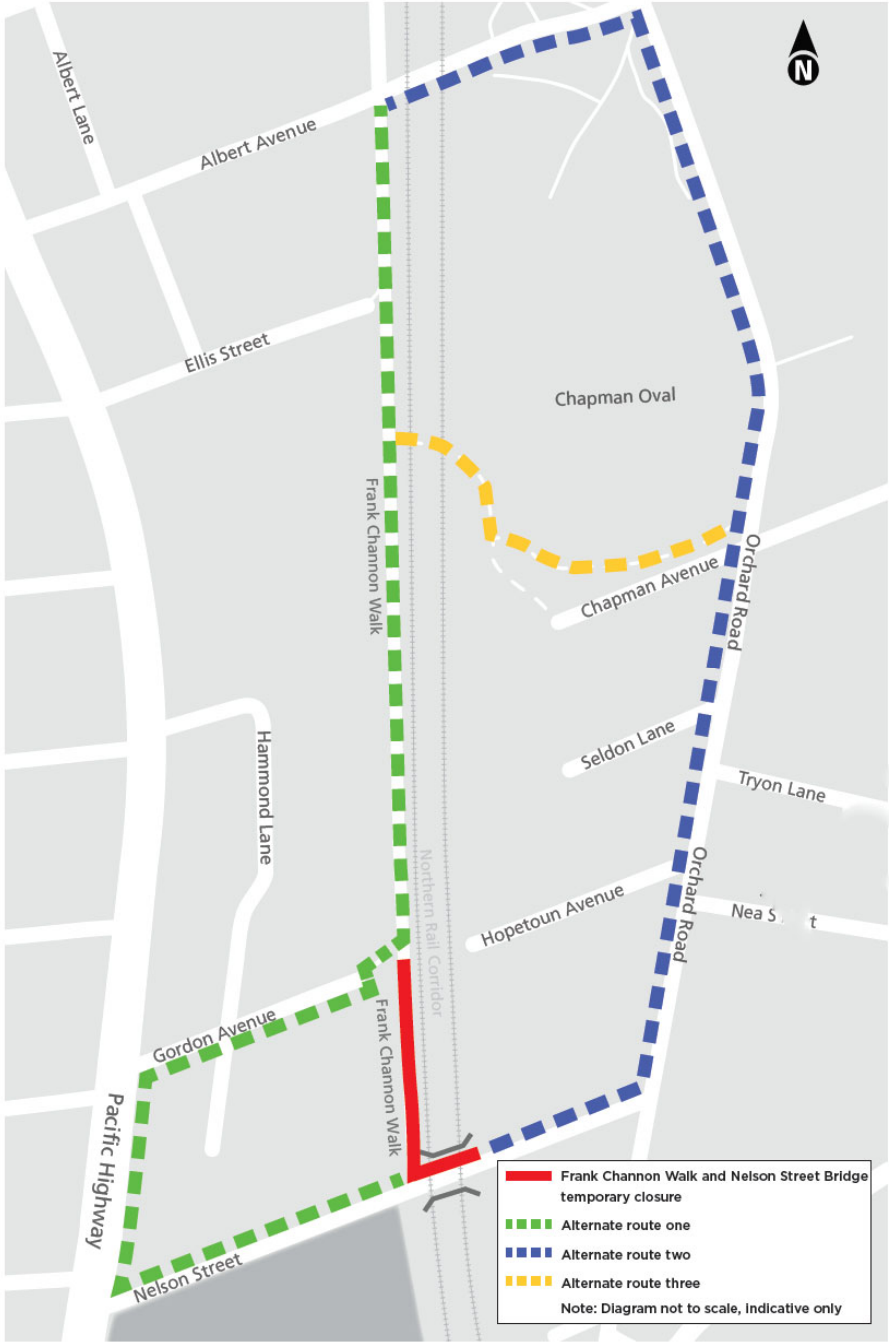 N
Albert Lane
Albert Avenue
Ellis Street
Chapman Oval
Frank Channon Walk
Orchard Road
Chapman Avenue
Seldon Lane
Hammond Lane
Tryon Lane
Northern Rail Corridor
Orchard Road
Hopetoun Avenue
Nea S t
Frank Channon Walk
Gordon Avenue
Pacific Highway
Nelson Street
Frank Channon Walk and Nelson Street Bridge
temporary closure
Alternate route one
Alternate route two
Alternate route three
Note: Diagram not to scale, indicative only